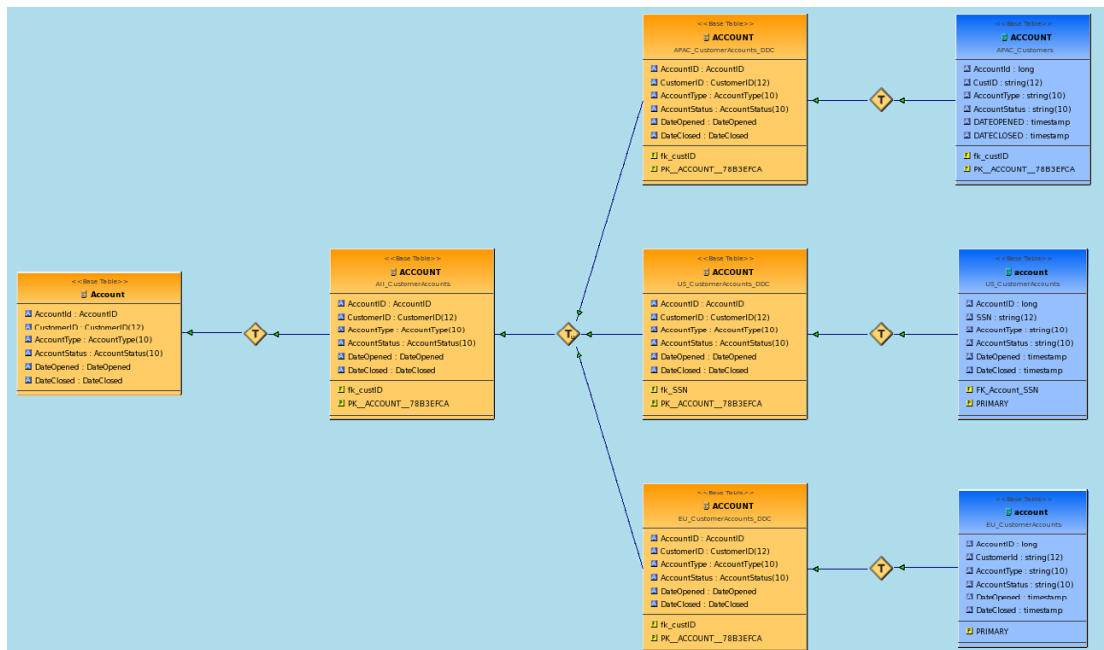 <<Base Table>>
ACCOUNT
APAC_CustomerAccounts_DDC
AccountID : AccountID
CustomerID : CustomerID(12)
AccountType : AccountType(10)
AccountStatus : AccountStatus(10)
DateOpened : DateOpened
DateClosed : DateClosed
fk_custID
PK__ACCOUNT__78B3EFCA
<<Base Table>>
ACCOUNT
APAC_Customers
AccountId : long
CustID : string(12)
AccountType : string(10)
AccountStatus : string(10)
DATEOPENED : timestamp
DATECLOSED : timestamp
fk_custID
PK__ACCOUNT__78B3EFCA
T
<<Base Table>>
Account
AccountId : AccountID
CustomerID : CustomerID(12)
AccountType : AccountType(10)
AccountStatus : AccountStatus(10)
DateOpened : DateOpened
DateClosed : DateClosed
T
<<Base Table>>
ACCOUNT
All_CustomerAccounts
AccountID : AccountID
CustomerID : CustomerID(12)
AccountType : AccountType(10)
AccountStatus : AccountStatus(10)
DateOpened : DateOpened
DateClosed : DateClosed
fk_custID
PK__ACCOUNT__78B3EFCA
T
<<Base Table>>
ACCOUNT
US_CustomerAccounts_DDC
AccountID : AccountID
CustomerID : CustomerID(12)
AccountType : AccountType(10)
AccountStatus : AccountStatus(10)
DateOpened : DateOpened
DateClosed : DateClosed
fk_SSN
PK__ACCOUNT__78B3EFCA
T
<<Base Table>>
account
US_CustomerAccounts
AccountID : long
SSN : string(12)
AccountType : string(10)
AccountStatus : string(10)
DateOpened : timestamp
DateClosed : timestamp
FK_Account_SSN
PRIMARY
<<Base Table>>
ACCOUNT
EU_CustomerAccounts_DDC
AccountID : AccountID
CustomerID : CustomerID(12)
AccountType : AccountType(10)
AccountStatus : AccountStatus(10)
DateOpened : DateOpened
DateClosed : DateClosed
fk_custID
PK__ACCOUNT__78B3EFCA
T
<<Base Table>>
account
EU_CustomerAccounts
AccountID : long
CustomerId : string(12)
AccountType : string(10)
AccountStatus : string(10)
DateOpened : timestamp
DateClosed : timestamp
PRIMARY